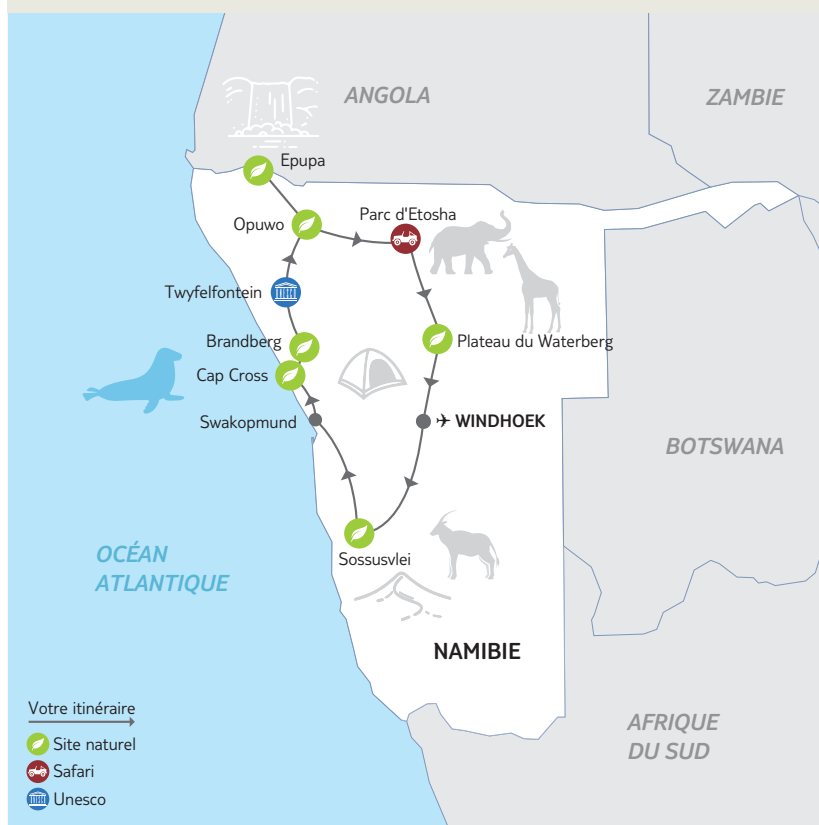 ANGOLA
ZAMBIE
Epupa
Opuwo
Parc d'Etosha
Twyfelfontein
Brandberg
Plateau du Waterberg
Cap Cross
Swakopmund
WINDHOEK
BOTSWANA
OCÉAN
ATLANTIQUE
Sossusvlei
NAMIBIE
AFRIQUE
DU SUD
Votre itinéraire
Site naturel
Safari
Unesco